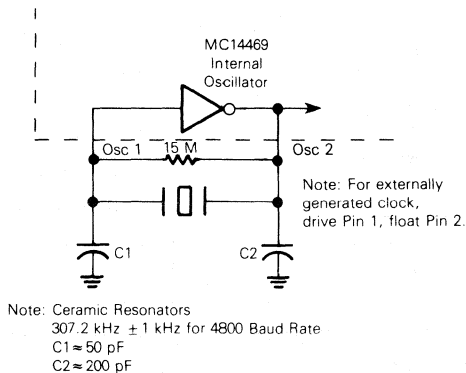 MC14469
Internal
Oscillator
Osc 1
15 M
Osc 2
Note: For externally
generated clock,
drive Pin 1, float Pin 2.
C1
C2
Note: Ceramic Resonators
307.2 kHz ± 1 kHz for 4800 Baud Rate
C1≈50 pF
C2≈200 pF